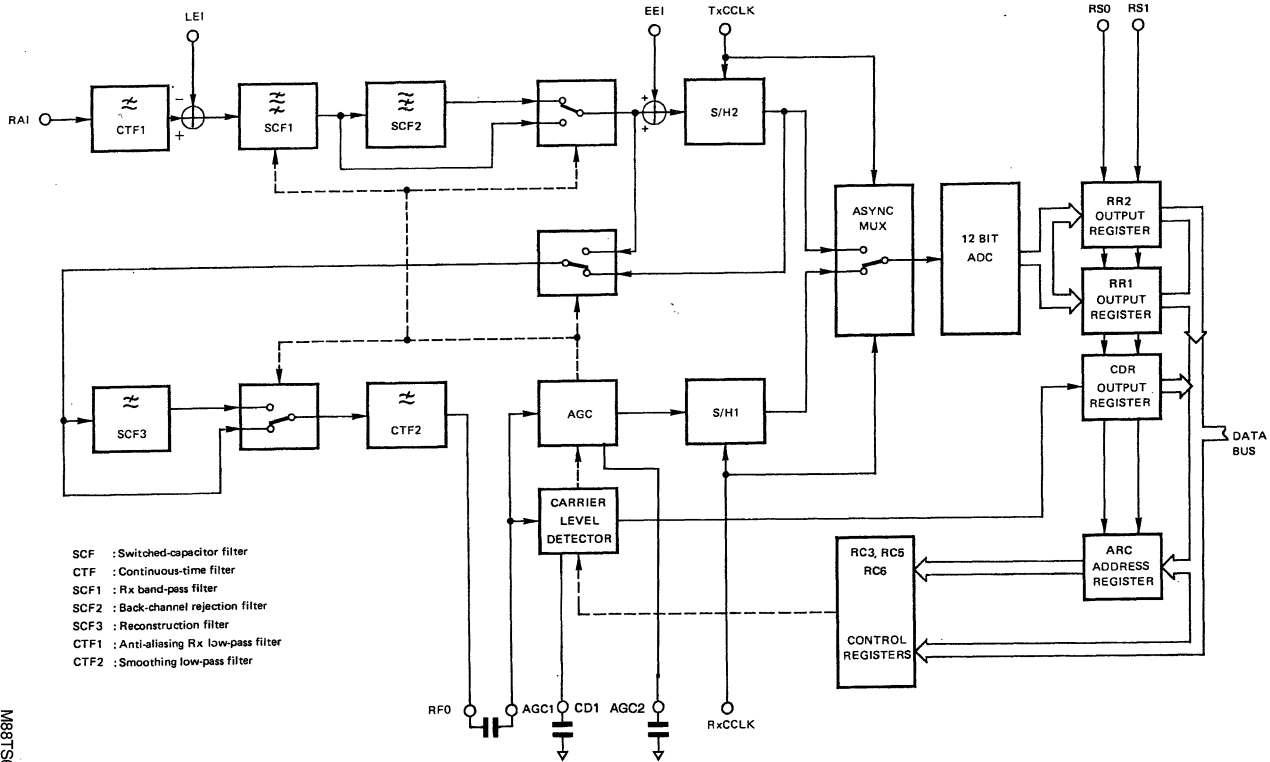 LEI
EEI
TxCCLK
RS0
RS1
RAI
CTF1
−
+
SCF1
SCF2
+
+
S/H2
ASYNC
MUX
12 BIT
ADC
RR2
OUTPUT
REGISTER
RR1
OUTPUT
REGISTER
CDR
OUTPUT
REGISTER
SCF3
CTF2
AGC
S/H1
DATA
BUS
CARRIER
LEVEL
DETECTOR
RC3, RC5
RC6
CONTROL
REGISTERS
ARC
ADDRESS
REGISTER
SCF : Switched-capacitor filter
CTF : Continuous-time filter
SCF1 : Rx band-pass filter
SCF2 : Back-channel rejection filter
SCF3 : Reconstruction filter
CTF1 : Anti-aliasing Rx low-pass filter
CTF2 : Smoothing low-pass filter
RF0
AGC1
CD1
AGC2
RxCCLK